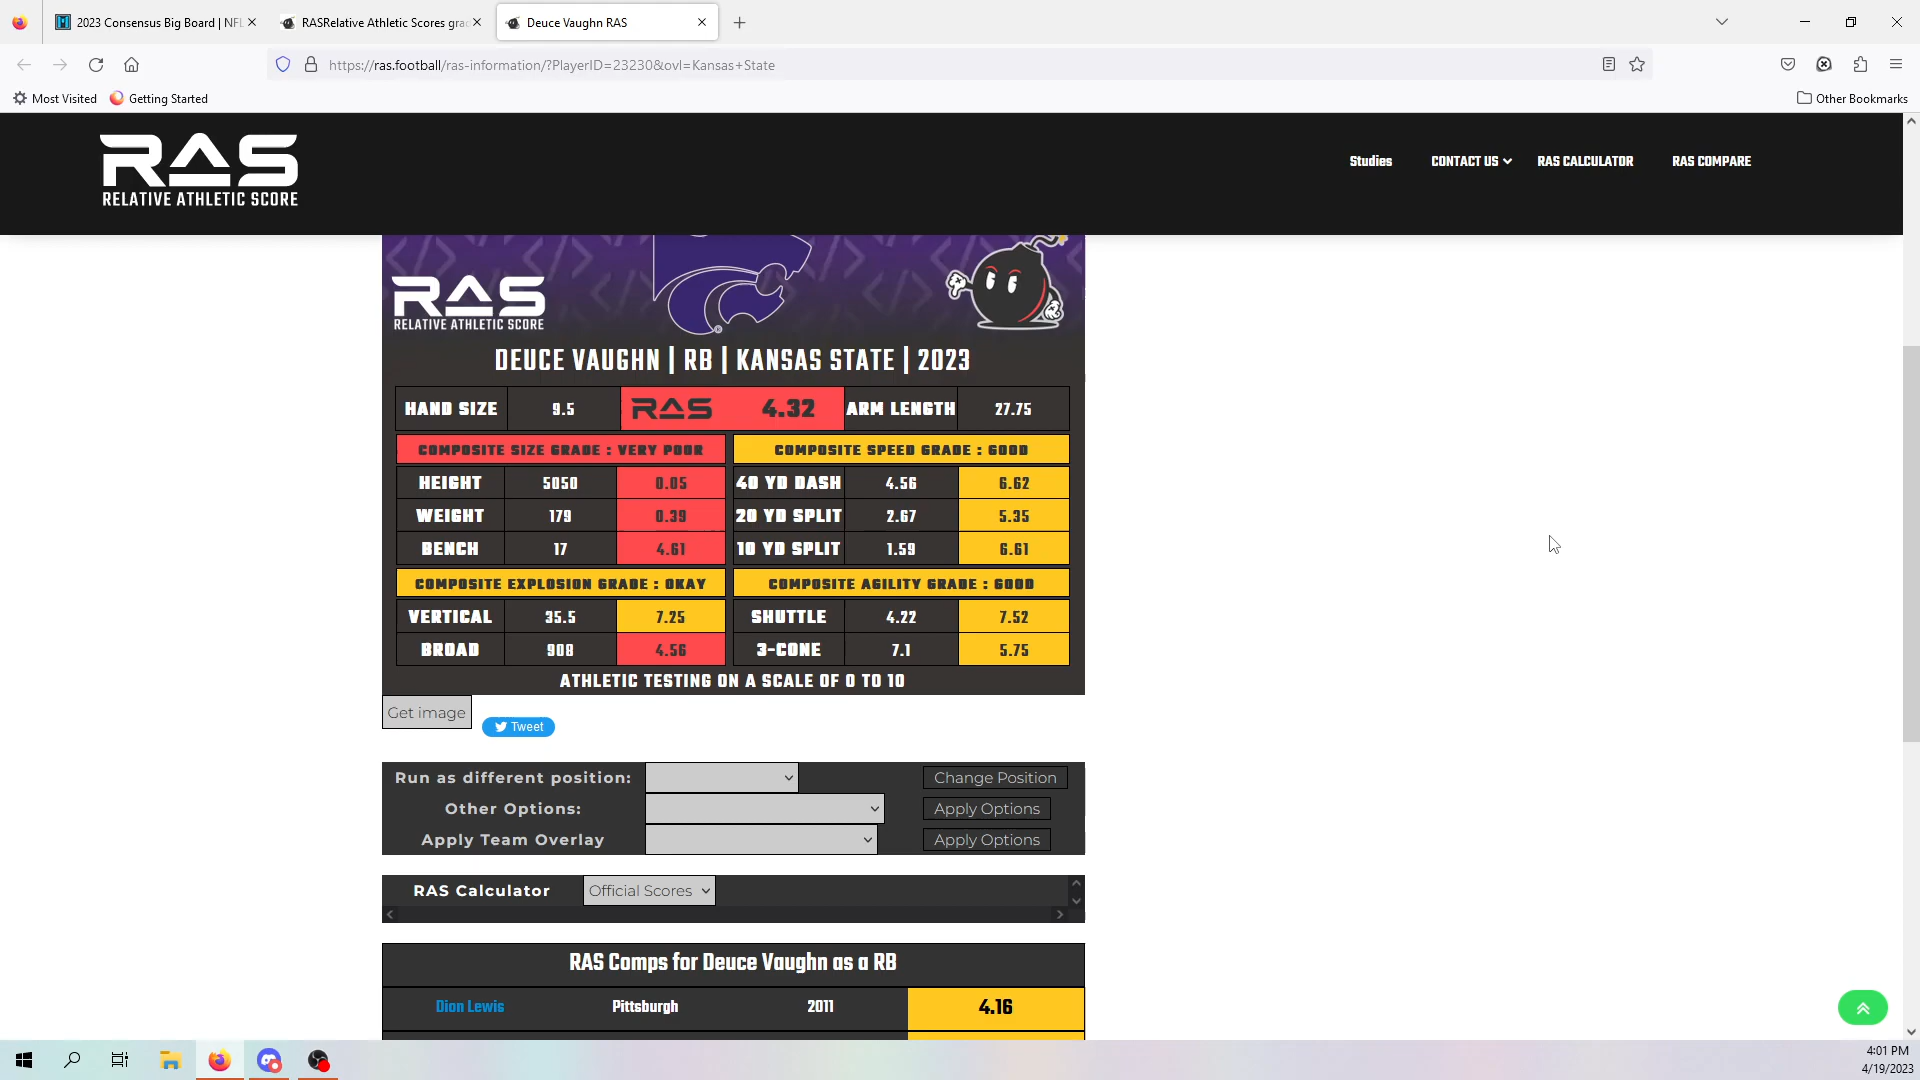 2023 Consensus Big Board | NFL
RASRelative Athletic Scores grad
Deuce Vaughn RAS
https://ras.football/ras-information/?PlayerID=23230&ovl=Kansas+State
Most Visited
Getting Started
Other Bookmarks
RAS
RELATIVE ATHLETIC SCORE
Studies
CONTACT US
RAS CALCULATOR
RAS COMPARE
RAS
RELATIVE ATHLETIC SCORE
DEUCE VAUGHN | RB | KANSAS STATE | 2023
HAND SIZE 9.5 RAS 4.32 ARM LENGTH 27.75
COMPOSITE SIZE GRADE : VERY POOR COMPOSITE SPEED GRADE : GOOD
HEIGHT 5050 0.05 40 YD DASH 4.56 6.62
WEIGHT 179 0.39 20 YD SPLIT 2.67 5.35
BENCH 17 4.61 10 YD SPLIT 1.59 6.61
COMPOSITE EXPLOSION GRADE : OKAY COMPOSITE AGILITY GRADE : GOOD
VERTICAL 35.5 7.25 SHUTTLE 4.22 7.52
BROAD 908 4.56 3-CONE 7.1 5.75
ATHLETIC TESTING ON A SCALE OF 0 TO 10
Get image
Tweet
Run as different position: Change Position
Other Options: Apply Options
Apply Team Overlay Apply Options
RAS Calculator Official Scores
RAS Comps for Deuce Vaughn as a RB
Dion Lewis Pittsburgh 2011 4.16
4:01 PM
4/19/2023